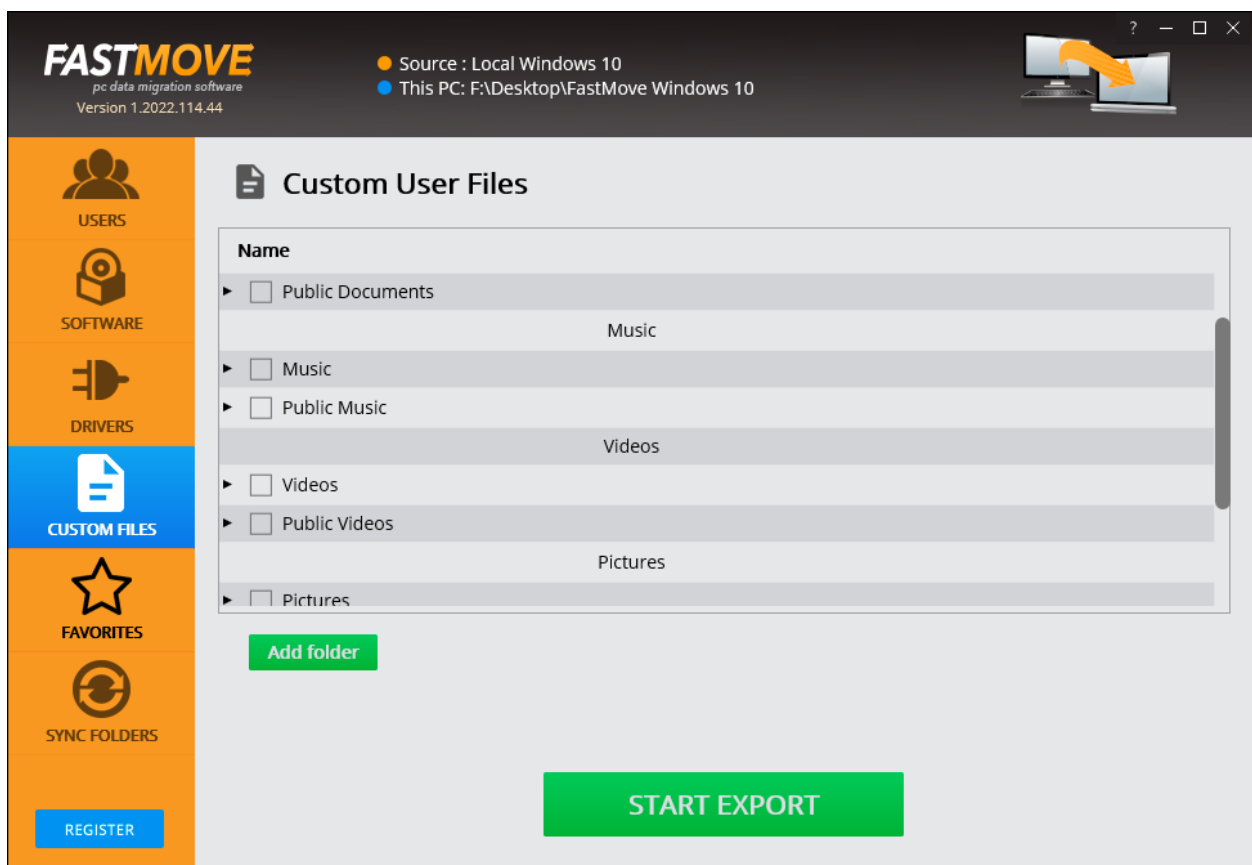 ?
FASTMOVE
pc data migration software
Version 1.2022.114.44
Source : Local Windows 10
This PC: F:\Desktop\FastMove Windows 10
USERS
SOFTWARE
DRIVERS
CUSTOM FILES
FAVORITES
SYNC FOLDERS
REGISTER
Custom User Files
Name
Public Documents
Music
Music
Public Music
Videos
Videos
Public Videos
Pictures
Pictures
Add folder
START EXPORT